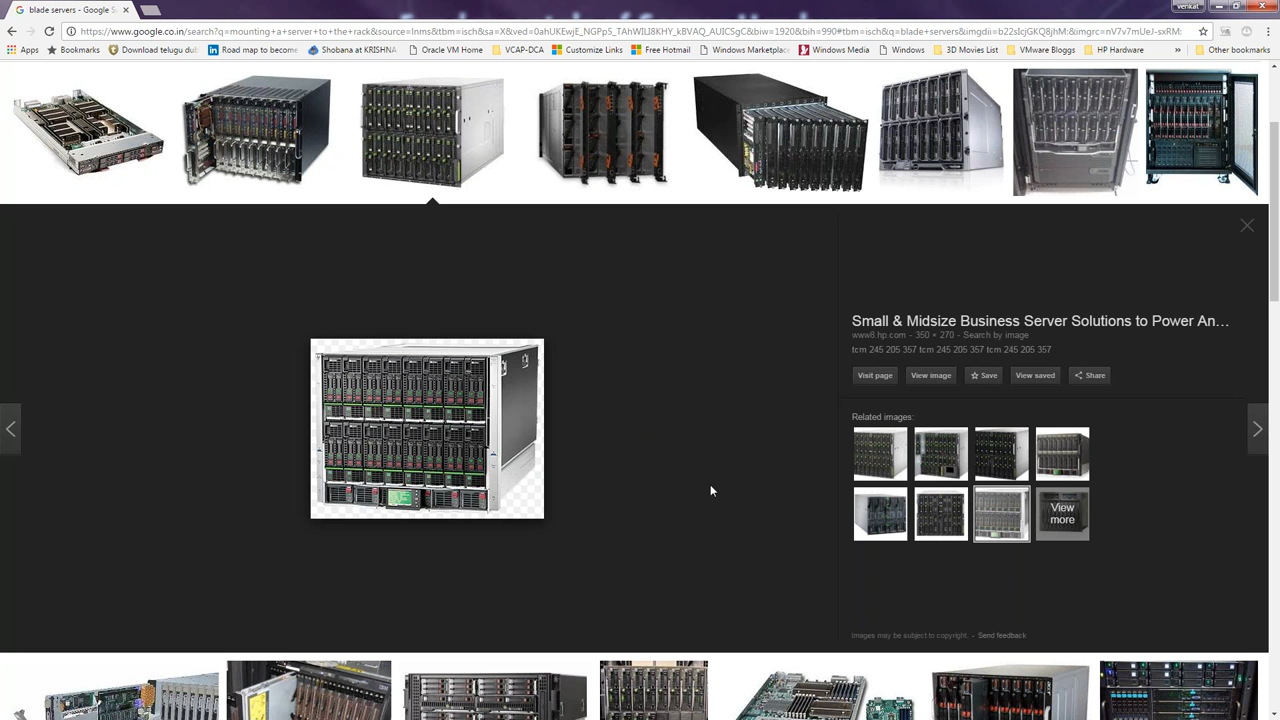 blade servers - Google S
venkat
https://www.google.co.in/search?q=mounting+a+server+to+the+rack&source=lnms&tbm=isch&sa=X&ved=0ahUKEwjE_NGPp5_TAhWILI8KHY_kBVAQ_AUICSgC&biw=1920&bih=990#tbm=isch&q=blade+servers&imgdii=b22sIcjGKQ8jhM:&imgrc=nV7v7mUeJ-sxRM:
Apps Bookmarks Download telugu dub Road map to become Shobana at KRISHNA Oracle VM Home VCAP-DCA Customize Links Free Hotmail Windows Marketplace Windows Media Windows 3D Movies List VMware Bloggs HP Hardware » Other bookmarks
Small & Midsize Business Server Solutions to Power An...
www8.hp.com - 350 × 270 - Search by image
tcm 245 205 357 tcm 245 205 357 tcm 245 205 357
Visit page View image Save View saved Share
Related images:
View
more
Images may be subject to copyright. - Send feedback